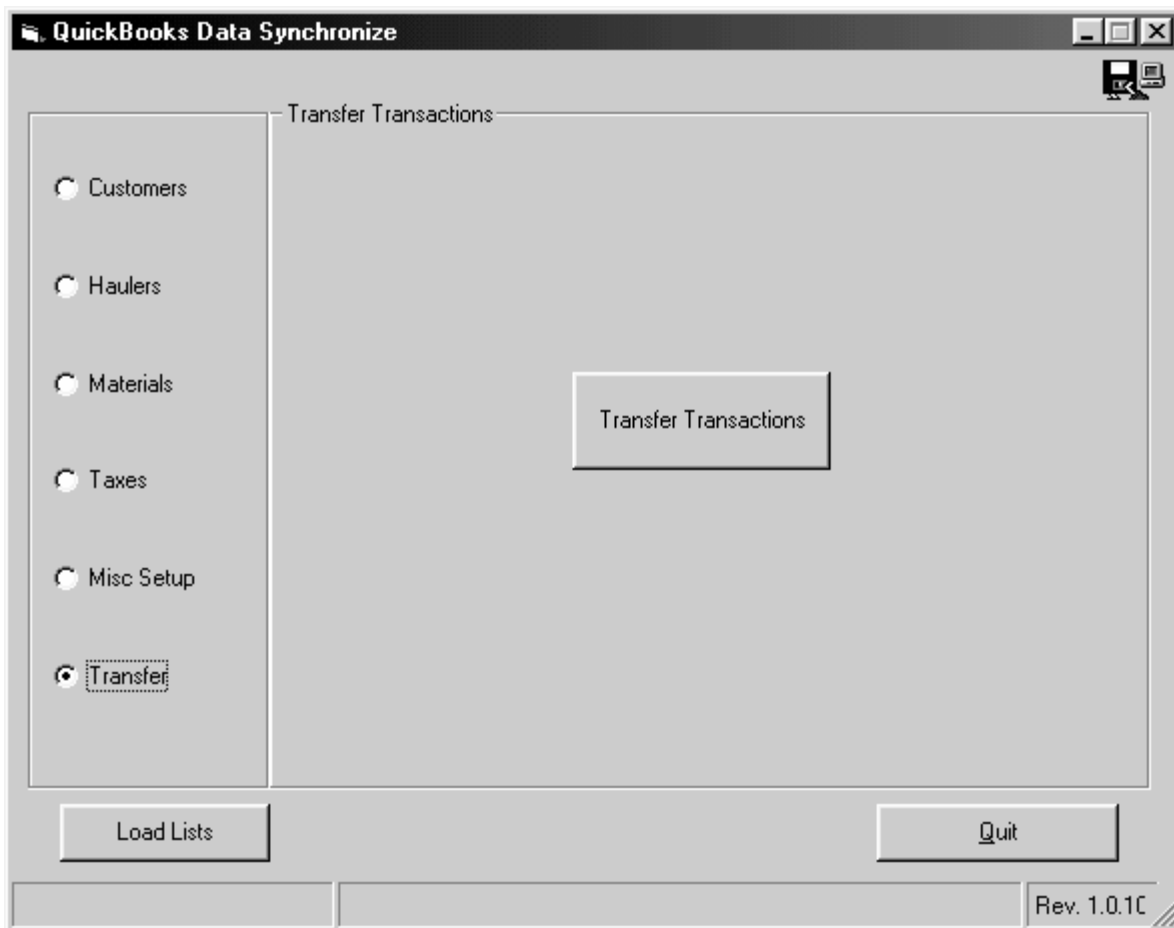 QuickBooks Data Synchronize
Transfer Transactions
Customers
Haulers
Materials
Transfer Transactions
Taxes
Misc Setup
Transfer
Load Lists
Quit
Rev. 1.0.1